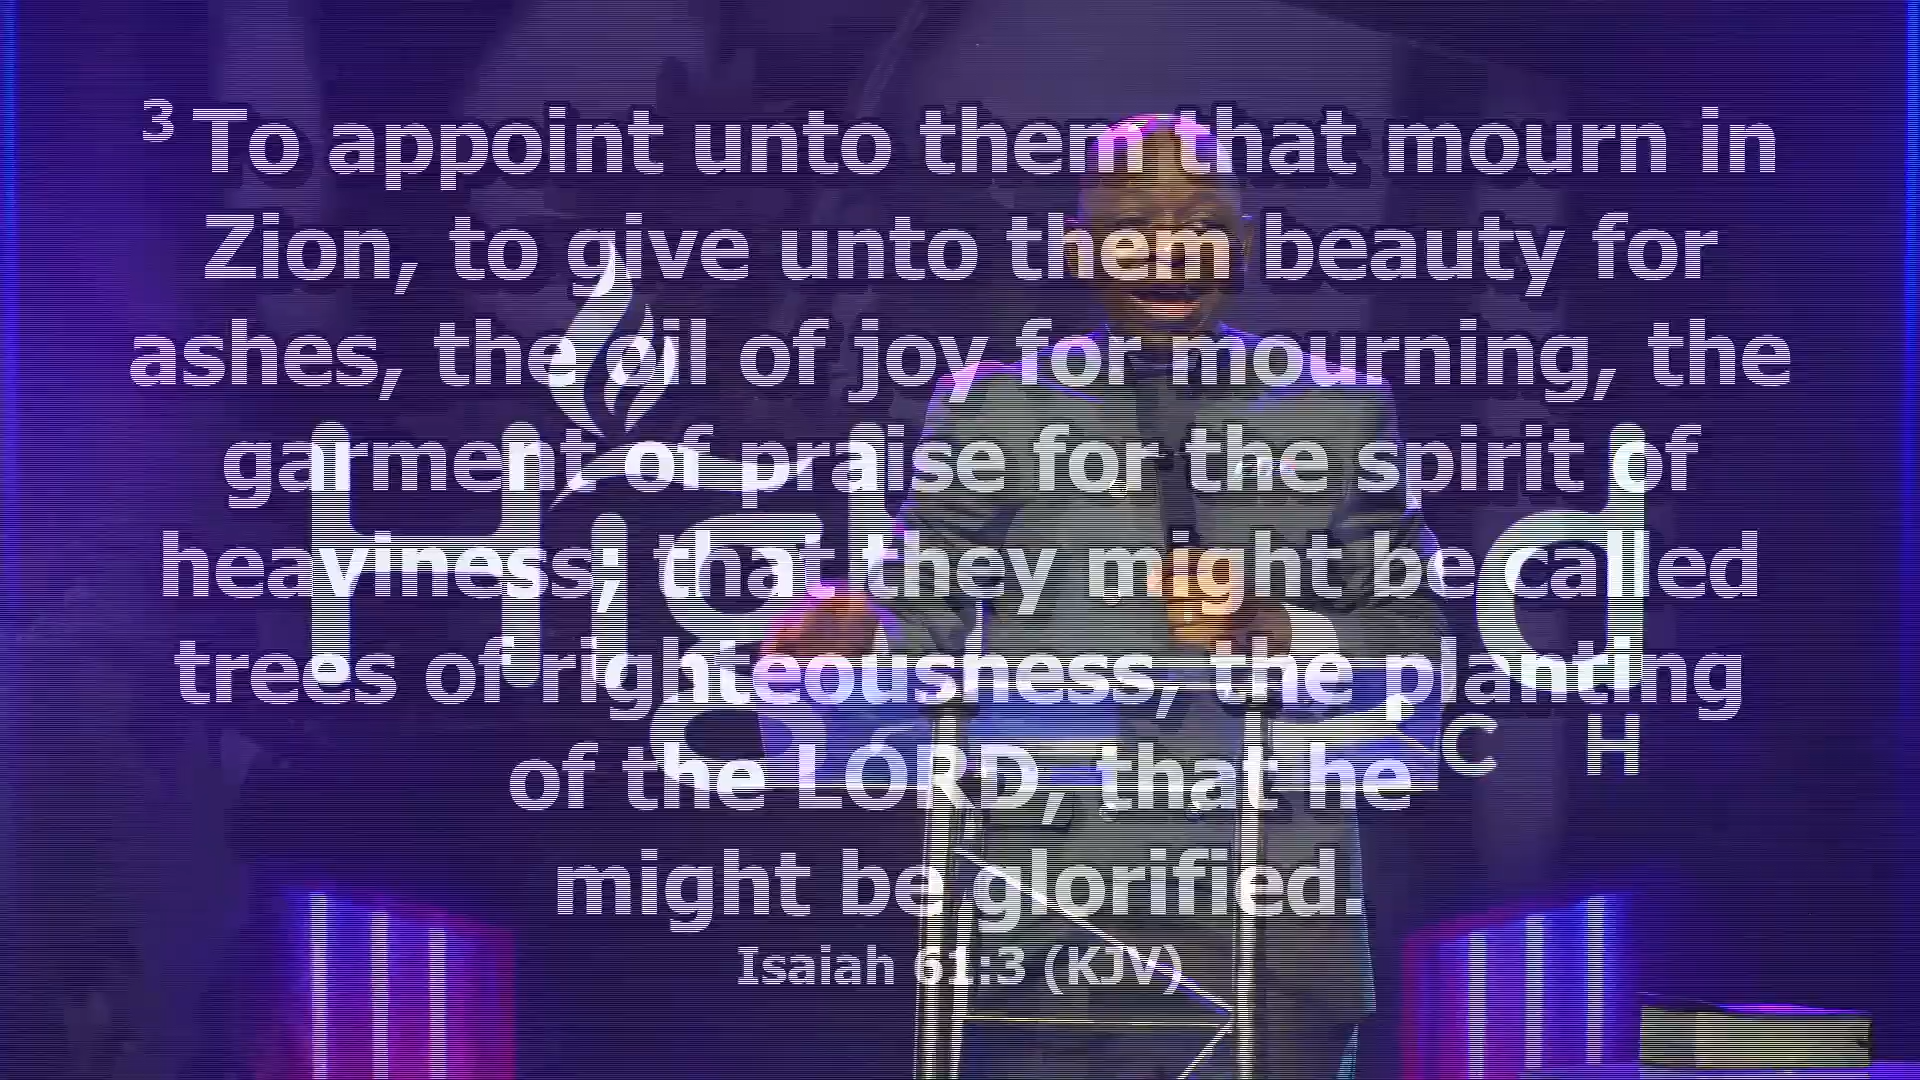 3 To appoint unto them that mourn in
Zion, to give unto them beauty for
ashes, the oil of joy for mourning, the
garment of praise for the spirit of
heaviness; that they might be called
trees of righteousness, the planting
of the LORD, that he
might be glorified.
Isaiah 61:3 (KJV)